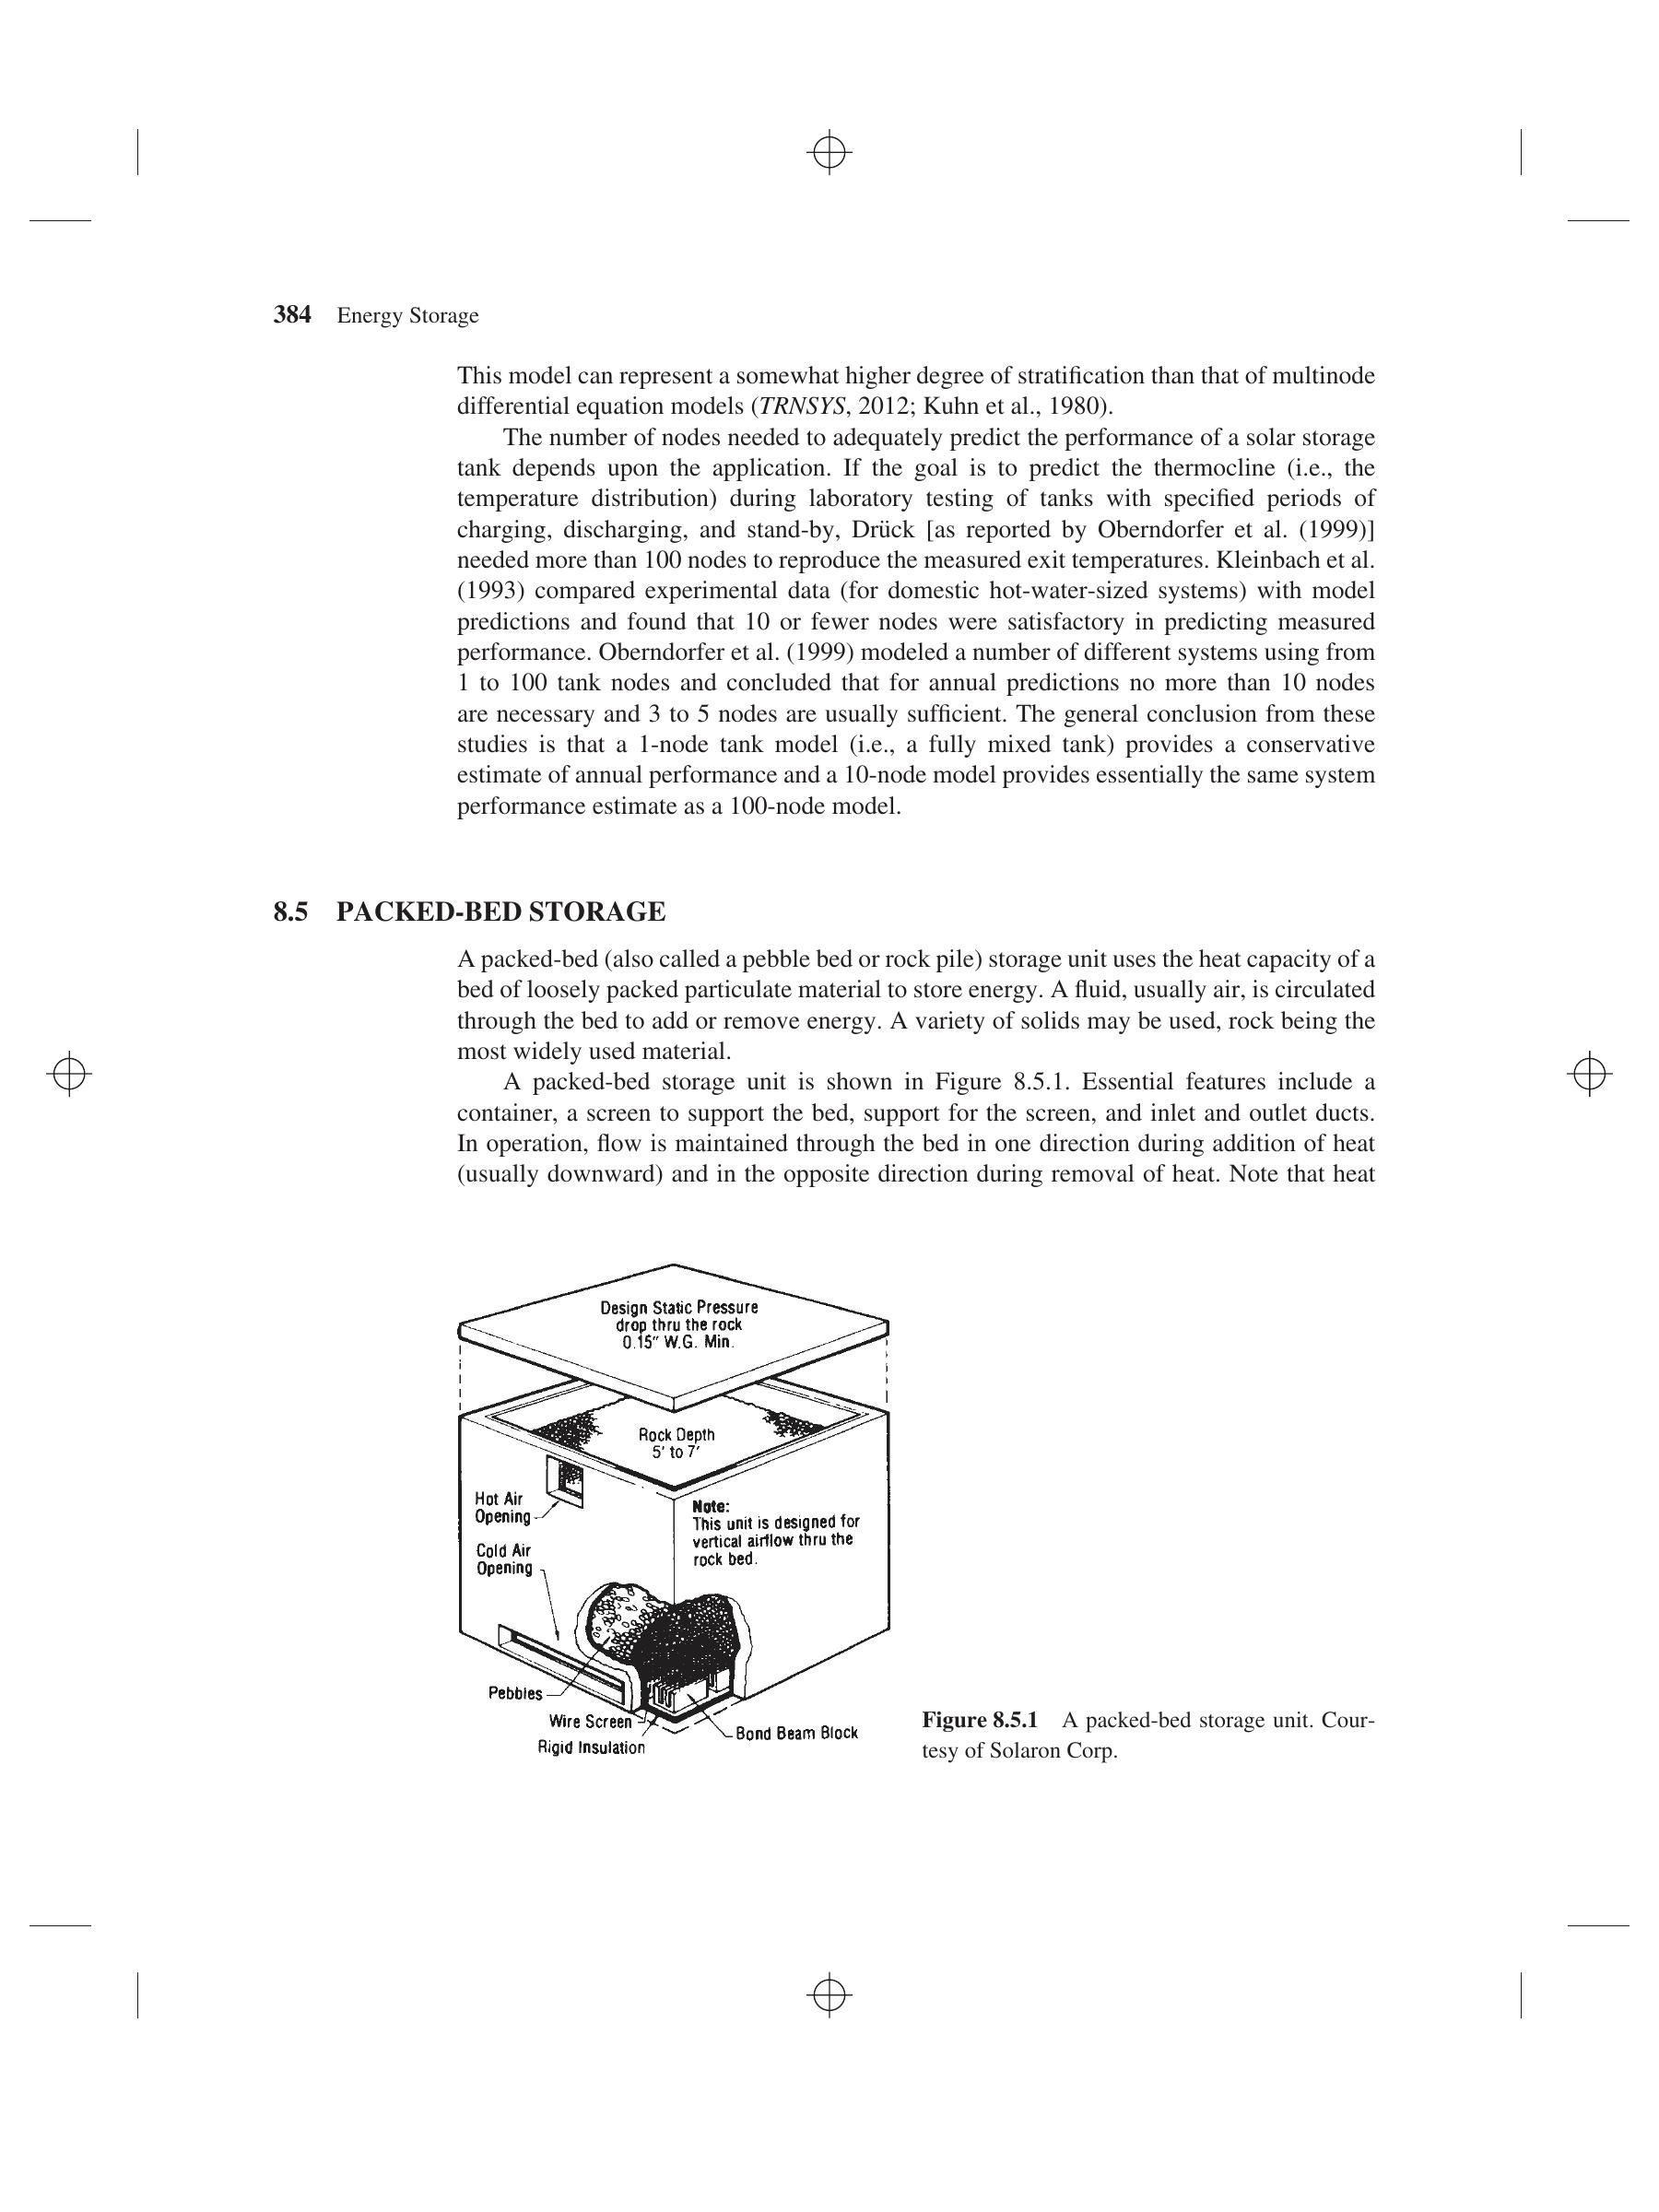 384 Energy Storage
This model can represent a somewhat higher degree of stratification than that of multinode
differential equation models (TRNSYS, 2012; Kuhn et al., 1980).
The number of nodes needed to adequately predict the performance of a solar storage
tank depends upon the application. If the goal is to predict the thermocline (i.e., the
temperature distribution) during laboratory testing of tanks with specified periods of
charging, discharging, and stand-by, Drück [as reported by Oberndorfer et al. (1999)]
needed more than 100 nodes to reproduce the measured exit temperatures. Kleinbach et al.
(1993) compared experimental data (for domestic hot-water-sized systems) with model
predictions and found that 10 or fewer nodes were satisfactory in predicting measured
performance. Oberndorfer et al. (1999) modeled a number of different systems using from
1 to 100 tank nodes and concluded that for annual predictions no more than 10 nodes
are necessary and 3 to 5 nodes are usually sufficient. The general conclusion from these
studies is that a 1-node tank model (i.e., a fully mixed tank) provides a conservative
estimate of annual performance and a 10-node model provides essentially the same system
performance estimate as a 100-node model.
8.5 PACKED-BED STORAGE
A packed-bed (also called a pebble bed or rock pile) storage unit uses the heat capacity of a
bed of loosely packed particulate material to store energy. A fluid, usually air, is circulated
through the bed to add or remove energy. A variety of solids may be used, rock being the
most widely used material.
A packed-bed storage unit is shown in Figure 8.5.1. Essential features include a
container, a screen to support the bed, support for the screen, and inlet and outlet ducts.
In operation, flow is maintained through the bed in one direction during addition of heat
(usually downward) and in the opposite direction during removal of heat. Note that heat
Design Static Pressure
drop thru the rock
0.15″ W.G. Min.
Rock Depth
5′ to 7′
Hot Air
Opening
Cold Air
Opening
Note:
This unit is designed for
vertical airflow thru the
rock bed.
Pebbles
Wire Screen
Rigid Insulation
Bond Beam Block
Figure 8.5.1 A packed-bed storage unit. Cour-
tesy of Solaron Corp.